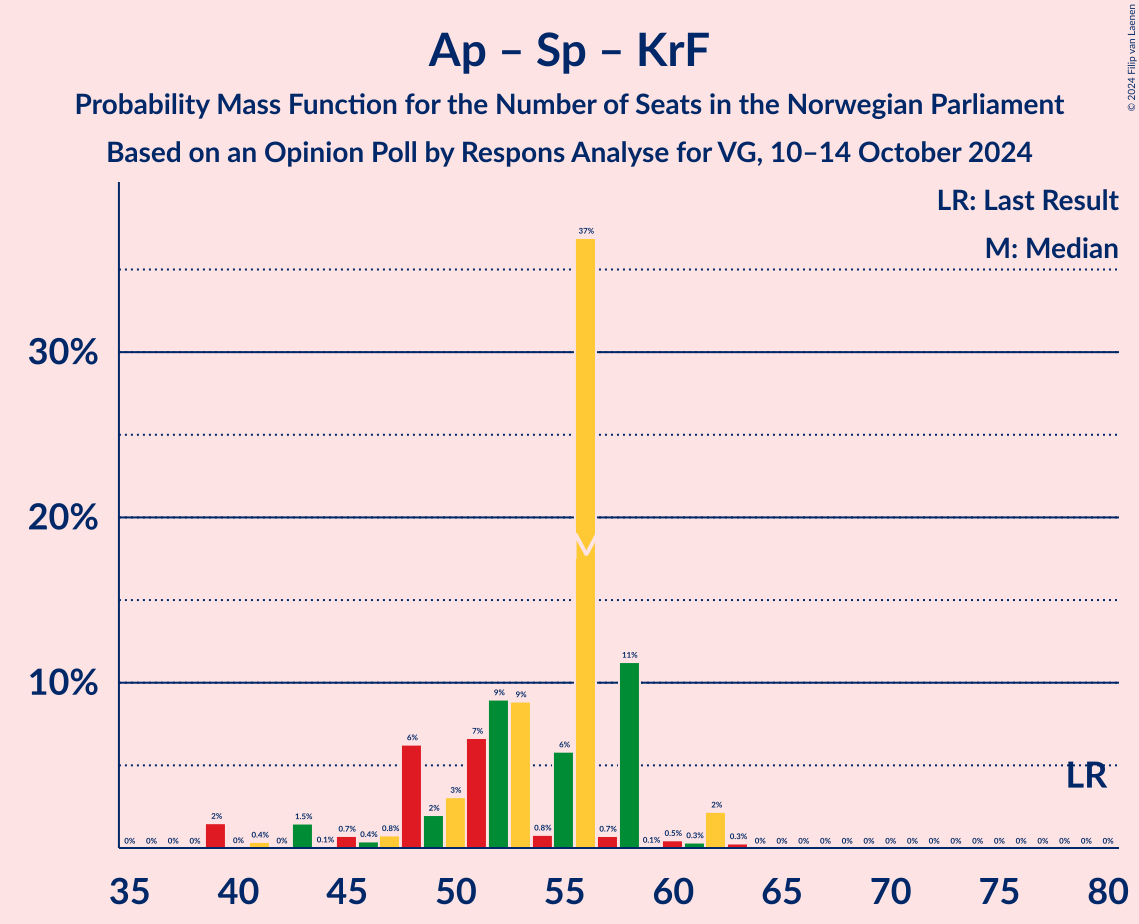 Ap – Sp – KrF
Probability Mass Function for the Number of Seats in the Norwegian Parliament
Based on an Opinion Poll by Respons Analyse for VG, 10–14 October 2024
© 2024 Filip van Laenen
LR: Last Result
M: Median
30%
20%
10%
0% 0% 0% 0% 2% 0% 0.4% 0% 1.5% 0.1% 0.7% 0.4% 0.8% 6% 2% 3% 7% 9% 9% 0.8% 6% 37% 0.7% 11% 0.1% 0.5% 0.3% 2% 0.3% 0% 0% 0% 0% 0% 0% 0% 0% 0% 0% 0% 0% 0% 0% 0% 0% 0%
M
LR
35 40 45 50 55 60 65 70 75 80